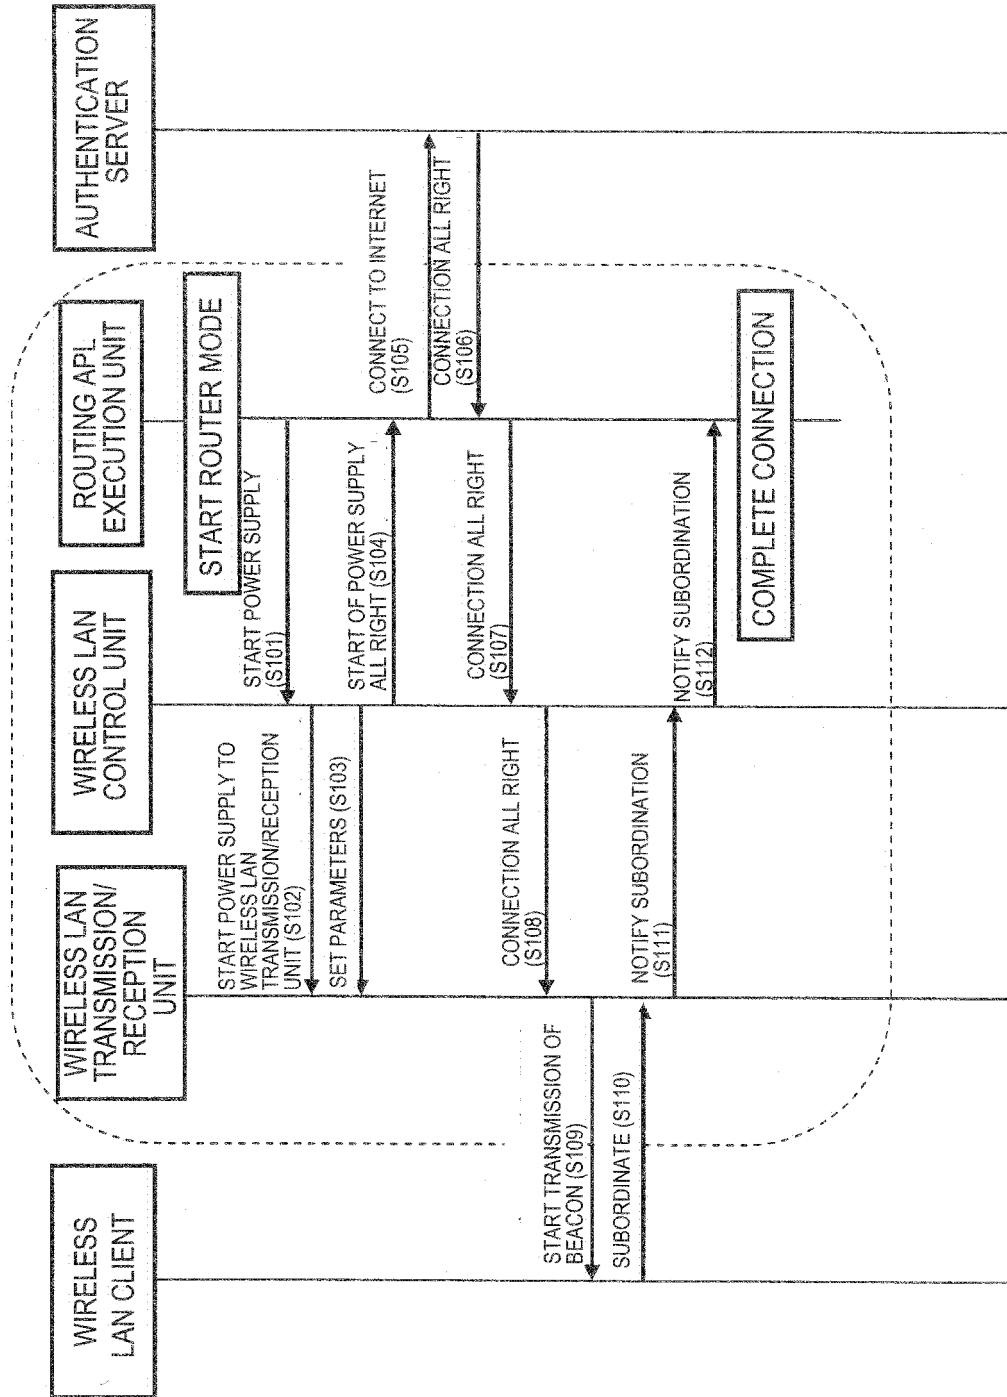 WIRELESS
LAN CLIENT
WIRELESS LAN
TRANSMISSION/
RECEPTION
UNIT
WIRELESS LAN
CONTROL UNIT
ROUTING APL
EXECUTION UNIT
AUTHENTICATION
SERVER
START ROUTER MODE
START POWER SUPPLY
(S101)
START POWER SUPPLY TO
WIRELESS LAN
TRANSMISSION/RECEPTION
UNIT (S102)
SET PARAMETERS (S103)
START OF POWER SUPPLY
ALL RIGHT (S104)
CONNECT TO INTERNET
(S105)
CONNECTION ALL RIGHT
(S106)
CONNECTION ALL RIGHT
(S107)
CONNECTION ALL RIGHT
(S108)
START TRANSMISSION OF
BEACON (S109)
SUBORDINATE (S110)
NOTIFY SUBORDINATION
(S111)
NOTIFY SUBORDINATION
(S112)
COMPLETE CONNECTION